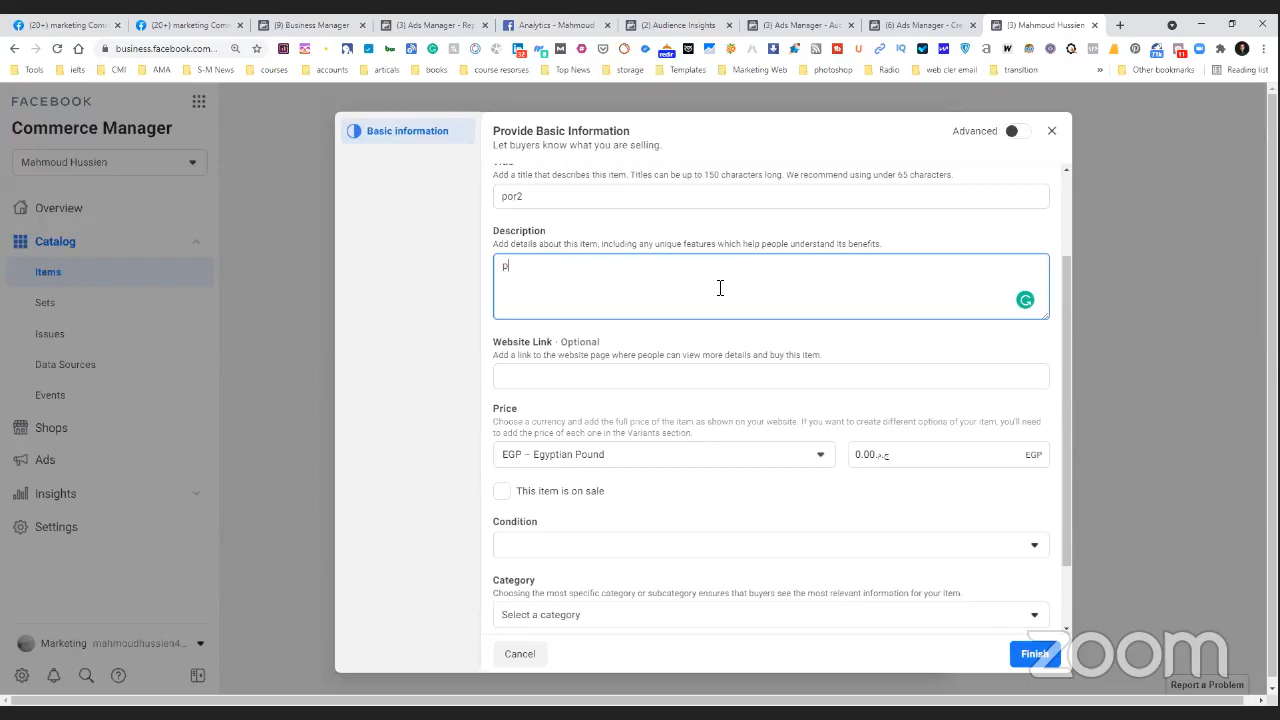 (20+) marketing Com
(20+) marketing Comm
(9) Business Manager
(3) Ads Manager - Rep
Analytics - Mahmoud
(2) Audience Insights
(3) Ads Manager - Aud
(6) Ads Manager - Cre
(3) Mahmoud Hussien
business.facebook.com...
Tools
ielts
CMI
AMA
S-M News
courses
accounts
articals
books
course resorses
Top News
storage
Templates
Marketing Web
photoshop
Radio
web cler email
transltion
»
Other bookmarks
Reading list
FACEBOOK
Commerce Manager
Mahmoud Hussien
Overview
Catalog
Items
Sets
Issues
Data Sources
Events
Shops
Ads
Insights
Settings
Marketing mahmoudhussien4...
Basic information
Provide Basic Information
Advanced
Let buyers know what you are selling.
Add a title that describes this item. Titles can be up to 150 characters long. We recommend using under 65 characters.
por2
Description
Add details about this item, including any unique features which help people understand its benefits.
p
Website Link · Optional
Add a link to the website page where people can view more details and buy this item.
Price
Choose a currency and add the full price of the item as shown on your website. If you want to create different options of your item, you'll need
to add the price of each one in the Variants section.
EGP – Egyptian Pound
ج.م.0.00
EGP
This item is on sale
Condition
Category
Choosing the most specific category or subcategory ensures that buyers see the most relevant information for your item.
Select a category
Cancel
Finish
zoom
Report a Problem